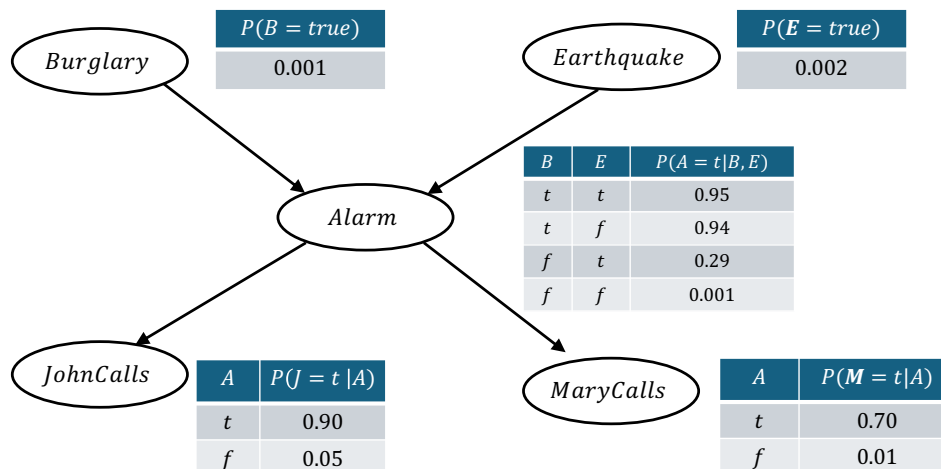 Burglary
P(B = true)
0.001
Earthquake
P(E = true)
0.002
Alarm
B E P(A = t|B, E)
t t 0.95
t f 0.94
f t 0.29
f f 0.001
JohnCalls
A P(J = t |A)
t 0.90
f 0.05
MaryCalls
A P(M = t|A)
t 0.70
f 0.01